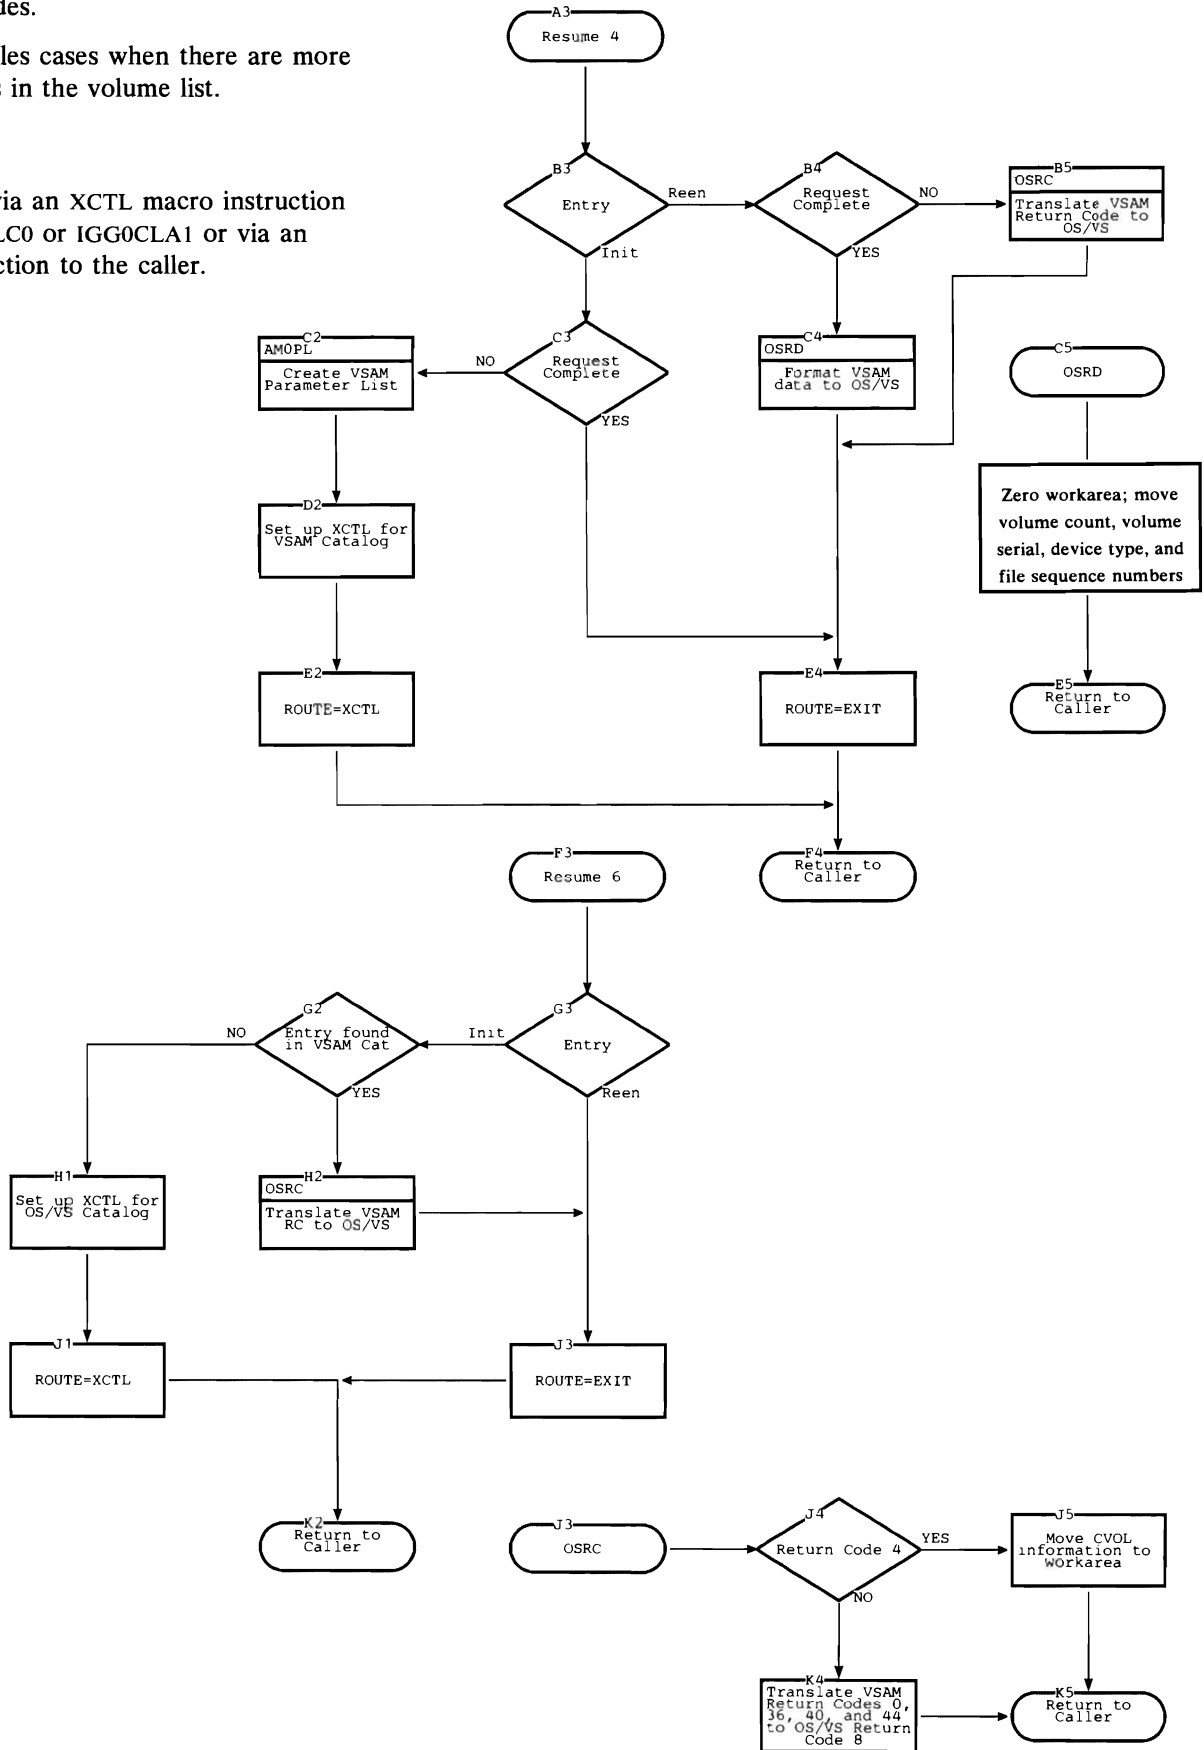 des.
les cases when there are more
s in the volume list.
via an XCTL macro instruction
LC0 or IGG0CLA1 or via an
ction to the caller.
A3
Resume 4
B3
Entry
Reen
Init
B4
Request
Complete
NO
YES
B5
OSRC
Translate VSAM
Return Code to
OS/VS
C2
AMOPL
Create VSAM
Parameter List
NO
C3
Request
Complete
YES
C4
OSRD
Format VSAM
data to OS/VS
C5
OSRD
D2
Set up XCTL for
VSAM Catalog
Zero workarea; move
volume count, volume
serial, device type, and
file sequence numbers
E2
ROUTE=XCTL
E4
ROUTE=EXIT
E5
Return to
Caller
F3
Resume 6
F4
Return to
Caller
G2
Entry found
in VSAM Cat
NO
YES
Init
G3
Entry
Reen
H1
Set up XCTL for
OS/VS Catalog
H2
OSRC
Translate VSAM
RC to OS/VS
J1
ROUTE=XCTL
J3
ROUTE=EXIT
K2
Return to
Caller
J3
OSRC
J4
Return Code 4
YES
NO
J5
Move CVOL
information to
workarea
K4
Translate VSAM
Return Codes 0,
36, 40, and 44
to OS/VS Return
Code 8
K5
Return to
Caller